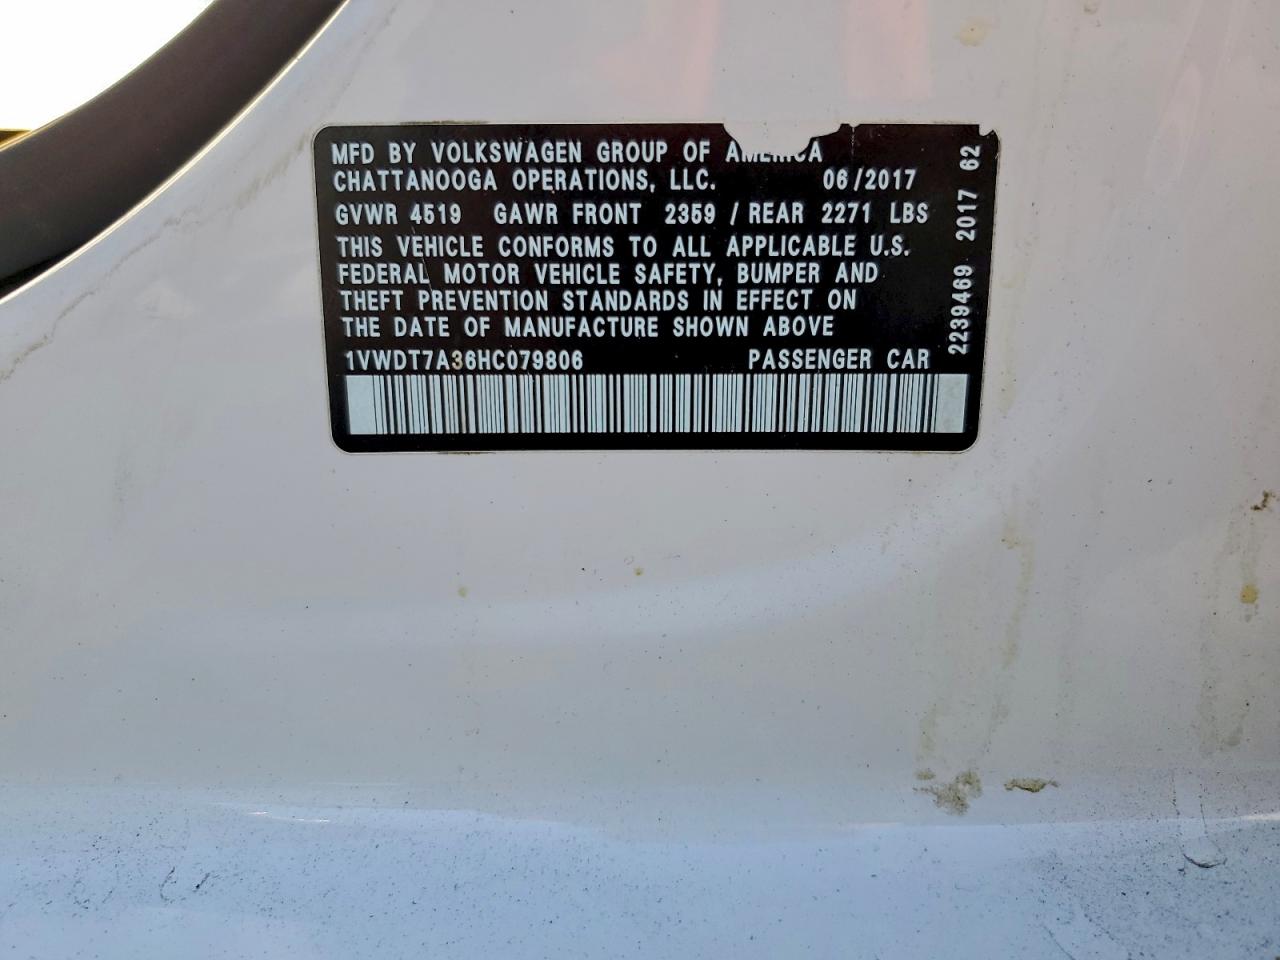 MFD BY VOLKSWAGEN GROUP OF AMERICA
CHATTANOOGA OPERATIONS, LLC. 06/2017
GVWR 4519 GAWR FRONT 2359 / REAR 2271 LBS
THIS VEHICLE CONFORMS TO ALL APPLICABLE U.S.
FEDERAL MOTOR VEHICLE SAFETY, BUMPER AND
THEFT PREVENTION STANDARDS IN EFFECT ON
THE DATE OF MANUFACTURE SHOWN ABOVE
1VWDT7A36HC079806 PASSENGER CAR
2239469 2017 62